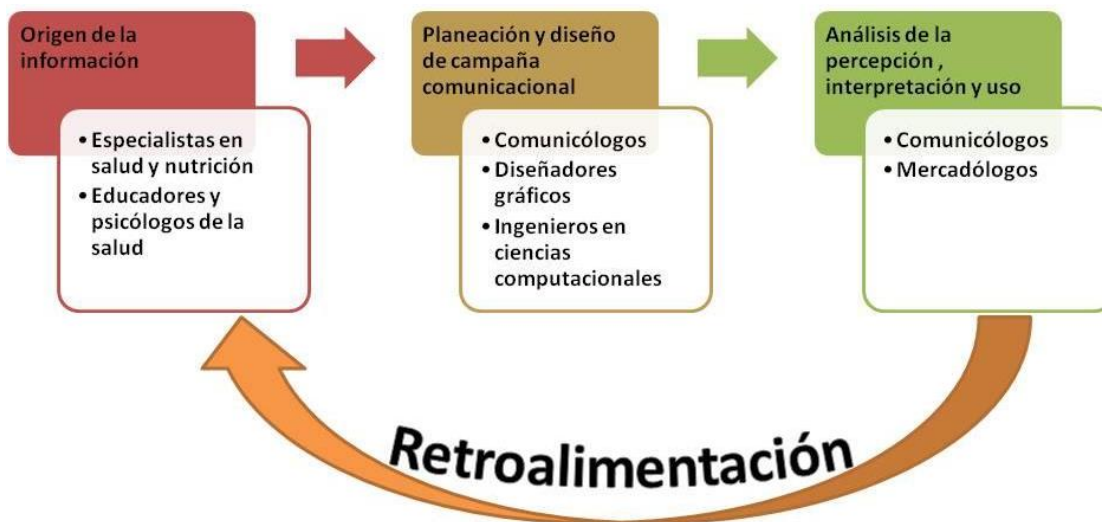 Origen de la
información
• Especialistas en
salud y nutrición
• Educadores y
psicólogos de la
salud
Planeación y diseño
de campaña
comunicacional
• Comunicólogos
• Diseñadores
gráficos
• Ingenieros en
ciencias
computacionales
Análisis de la
percepción ,
interpretación y uso
• Comunicólogos
• Mercadólogos
Retroalimentación